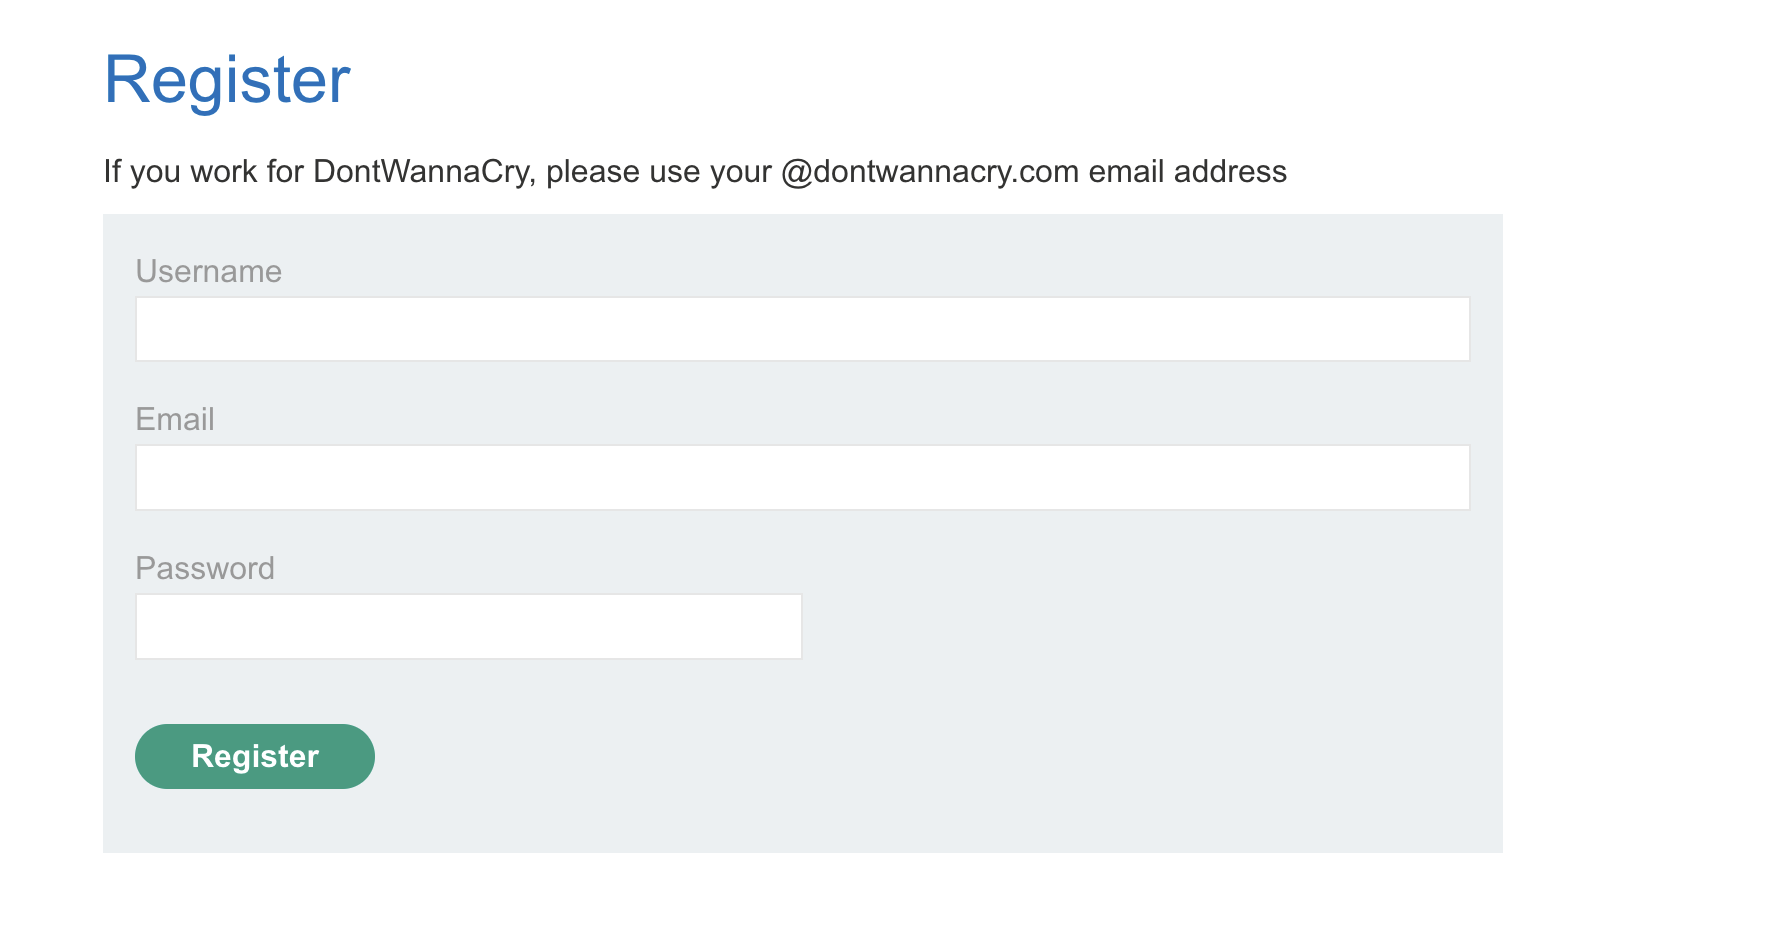 Register
If you work for DontWannaCry, please use your @dontwannacry.com email address
Username
Email
Password
Register